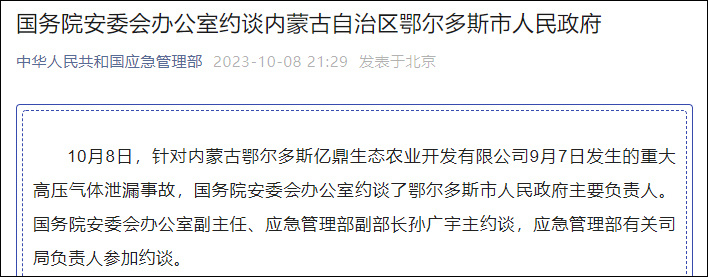 国务院安委会办公室约谈内蒙古自治区鄂尔多斯市人民政府
中华人民共和国应急管理部 2023-10-08 21:29 发表于北京
10月8日，针对内蒙古鄂尔多斯亿鼎生态农业开发有限公司9月7日发生的重大
高压气体泄漏事故，国务院安委会办公室约谈了鄂尔多斯市人民政府主要负责人。
国务院安委会办公室副主任、应急管理部副部长孙广宇主约谈，应急管理部有关司
局负责人参加约谈。